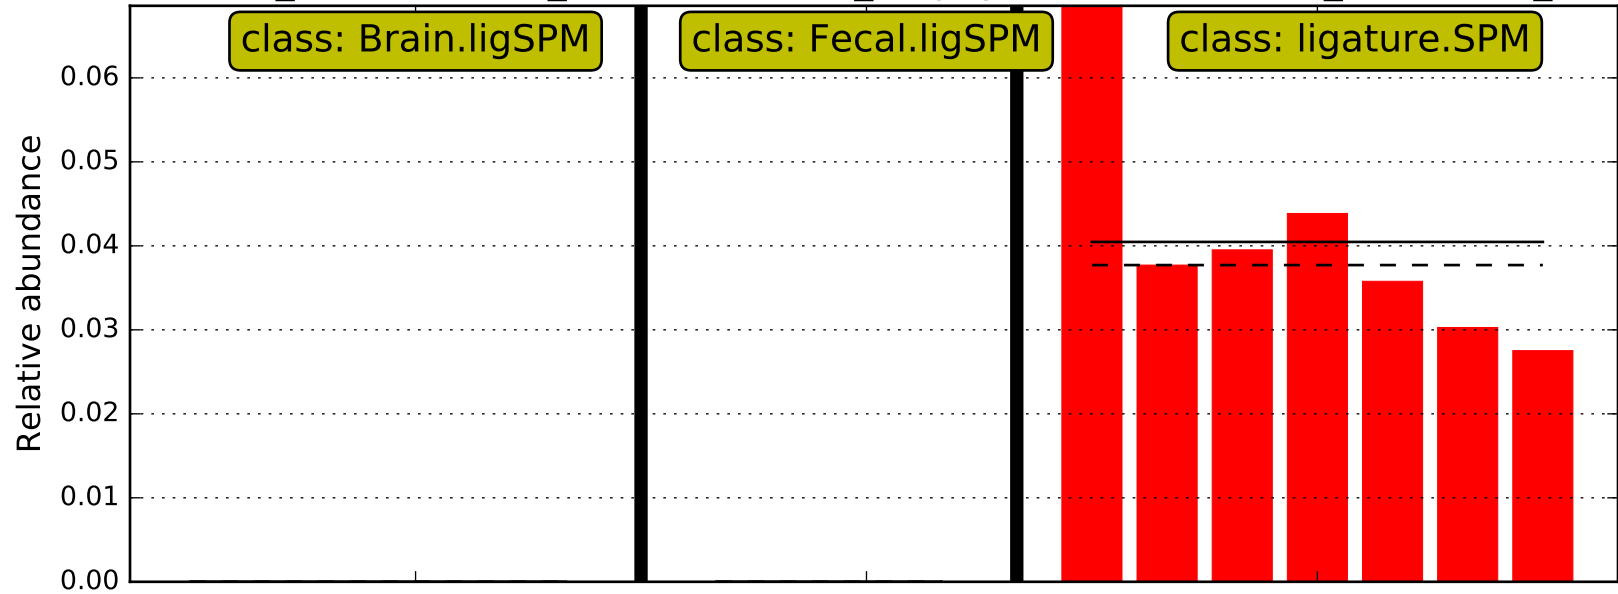 class: Brain.ligSPM
class: Fecal.ligSPM
class: ligature.SPM
Relative abundance
0.06
0.05
0.04
0.03
0.02
0.01
0.00